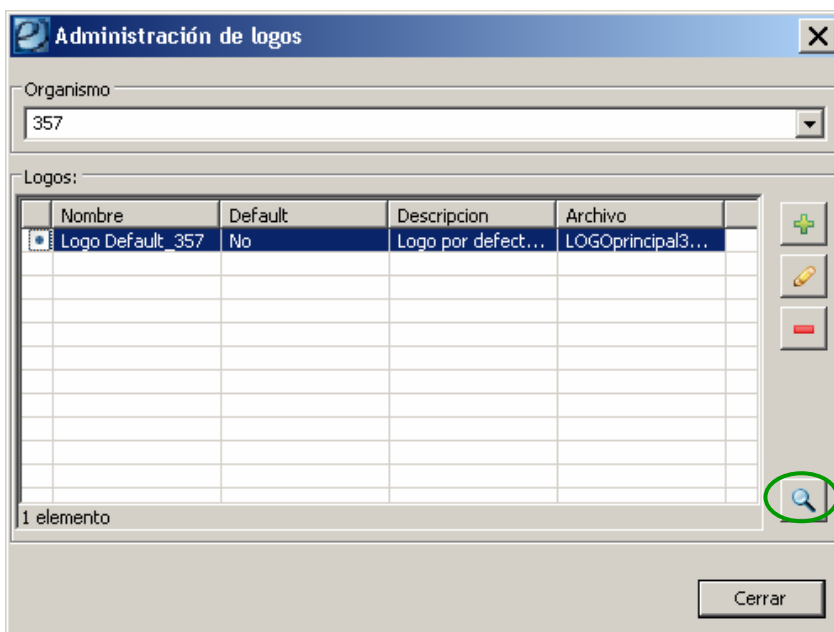 Administración de logos
Organismo
357
Logos:
Nombre Default Descripcion Archivo
Logo Default_357 No Logo por defect... LOGOprincipal3...
1 elemento
Cerrar